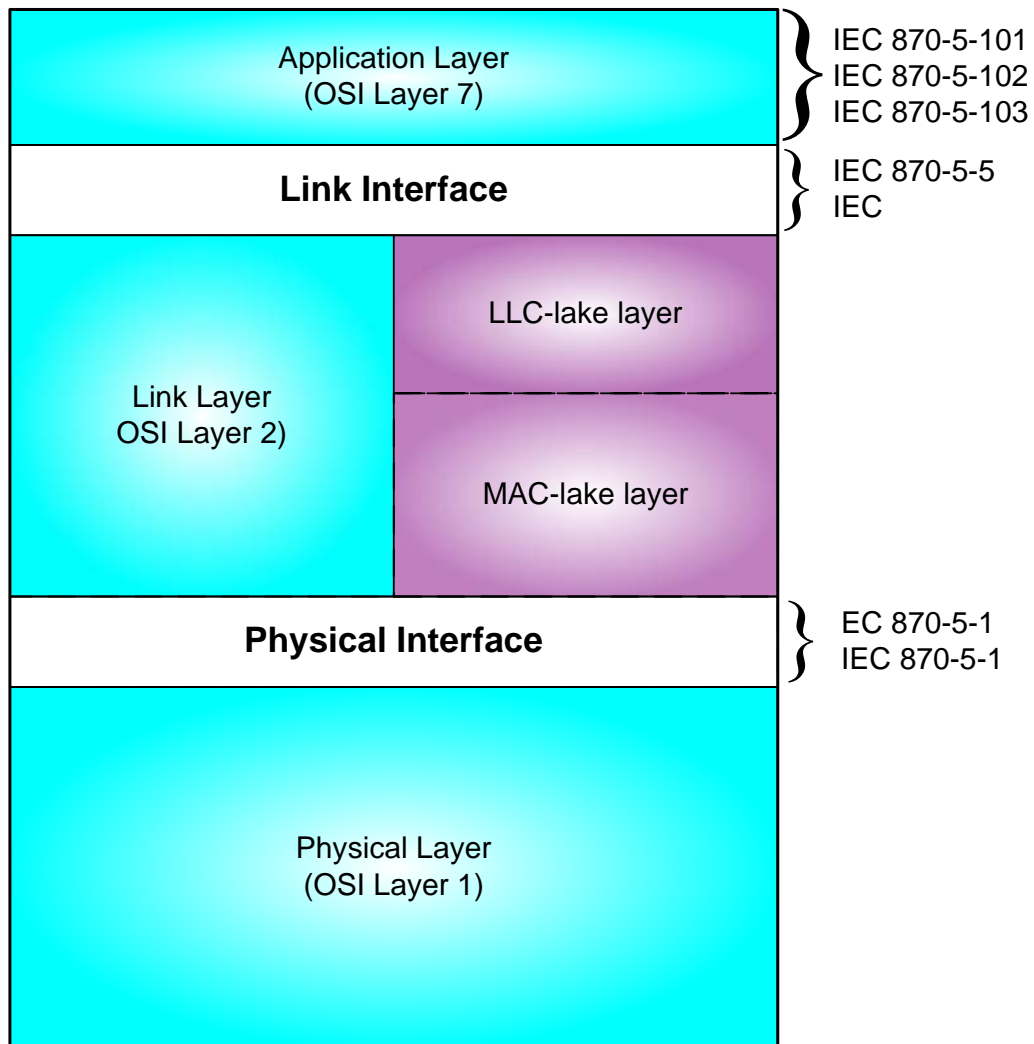 Application Layer
(OSI Layer 7)
IEC 870-5-101
IEC 870-5-102
IEC 870-5-103
Link Interface
IEC 870-5-5
IEC
Link Layer
OSI Layer 2)
LLC-lake layer
MAC-lake layer
Physical Interface
EC 870-5-1
IEC 870-5-1
Physical Layer
(OSI Layer 1)